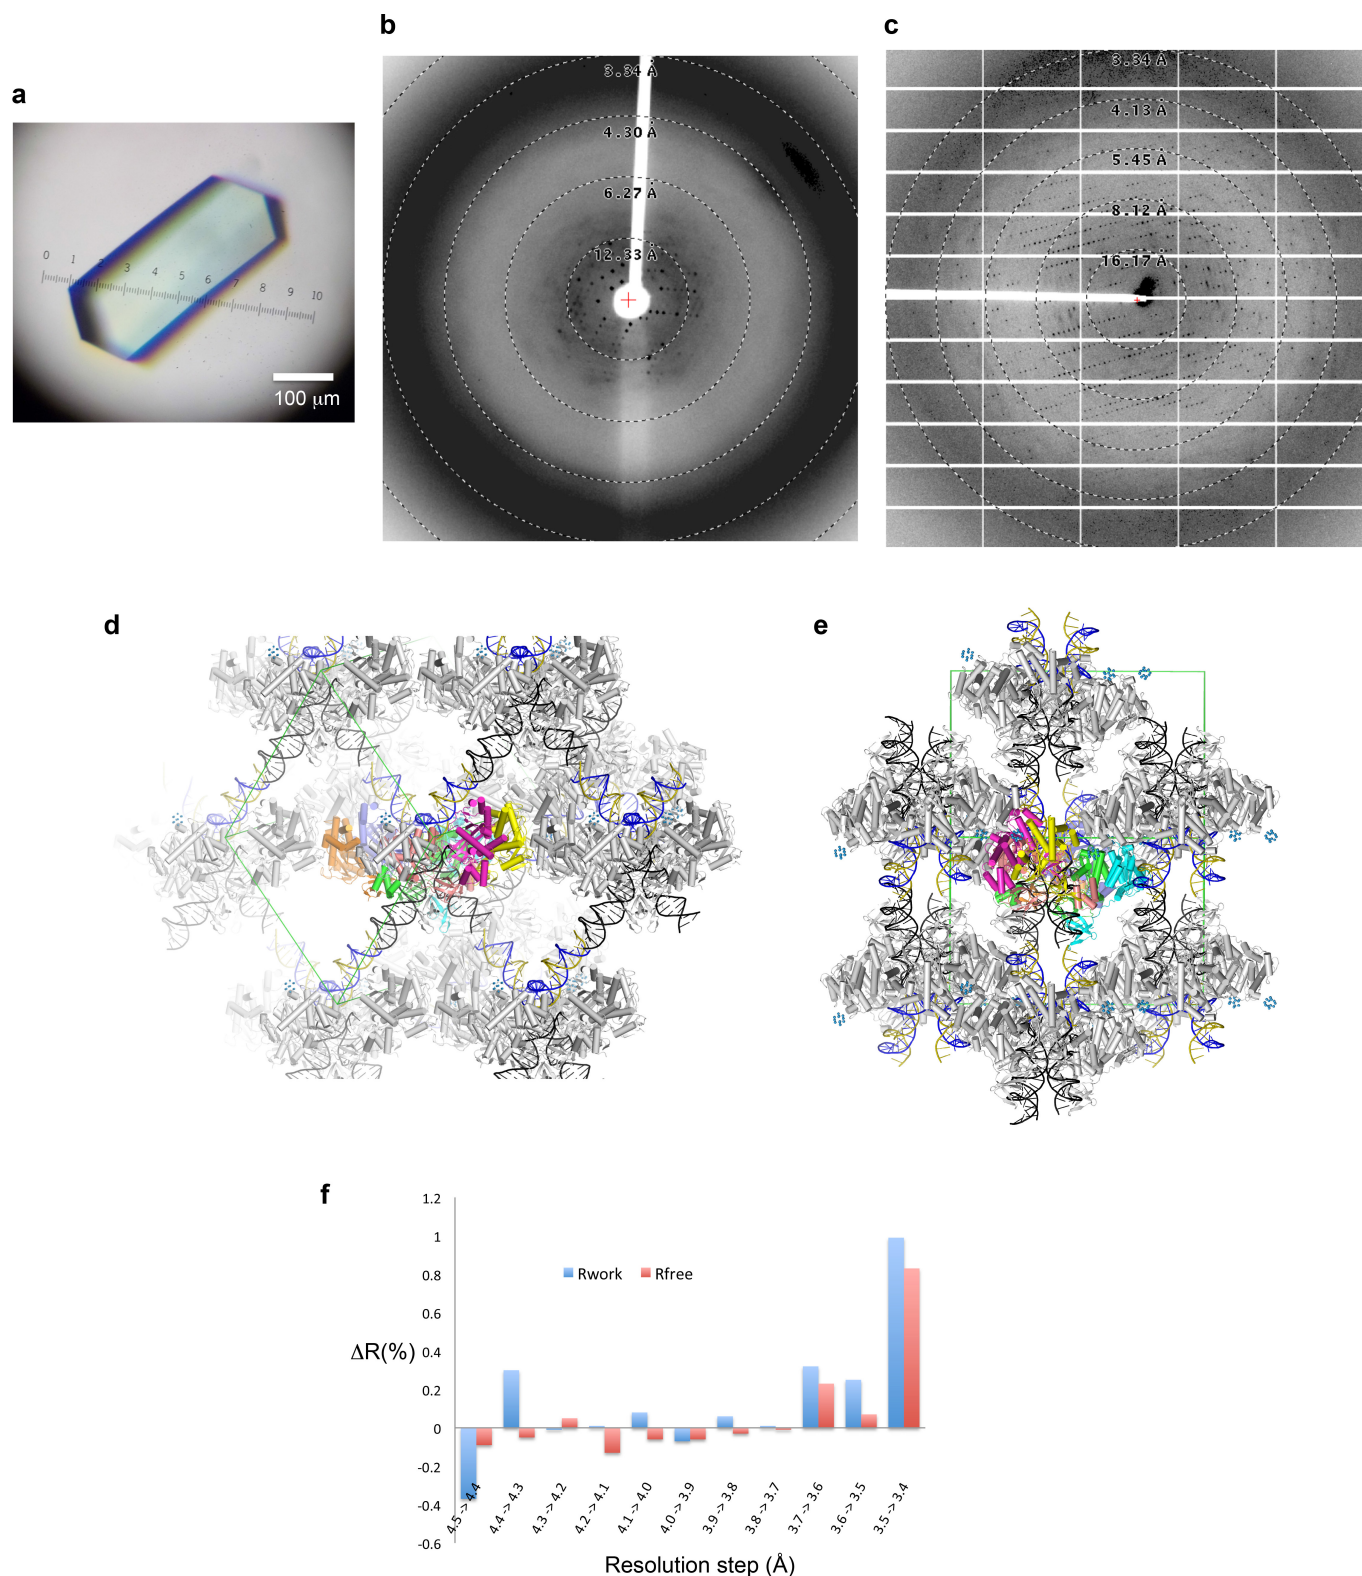 a
0 1 2 3 4 5 6 7 8 9 10
100 μm
b
3.34 Å
4.30 Å
6.27 Å
12.33 Å
c
3.34 Å
4.13 Å
5.45 Å
8.12 Å
16.17 Å
d
e
f
1.2
1
0.8
0.6
0.4
0.2
0
-0.2
-0.4
-0.6
ΔR(%)
Rwork Rfree
4.5 -> 4.4
4.4 -> 4.3
4.3 -> 4.2
4.2 -> 4.1
4.1 -> 4.0
4.0 -> 3.9
3.9 -> 3.8
3.8 -> 3.7
3.7 -> 3.6
3.6 -> 3.5
3.5 -> 3.4
Resolution step (Å)